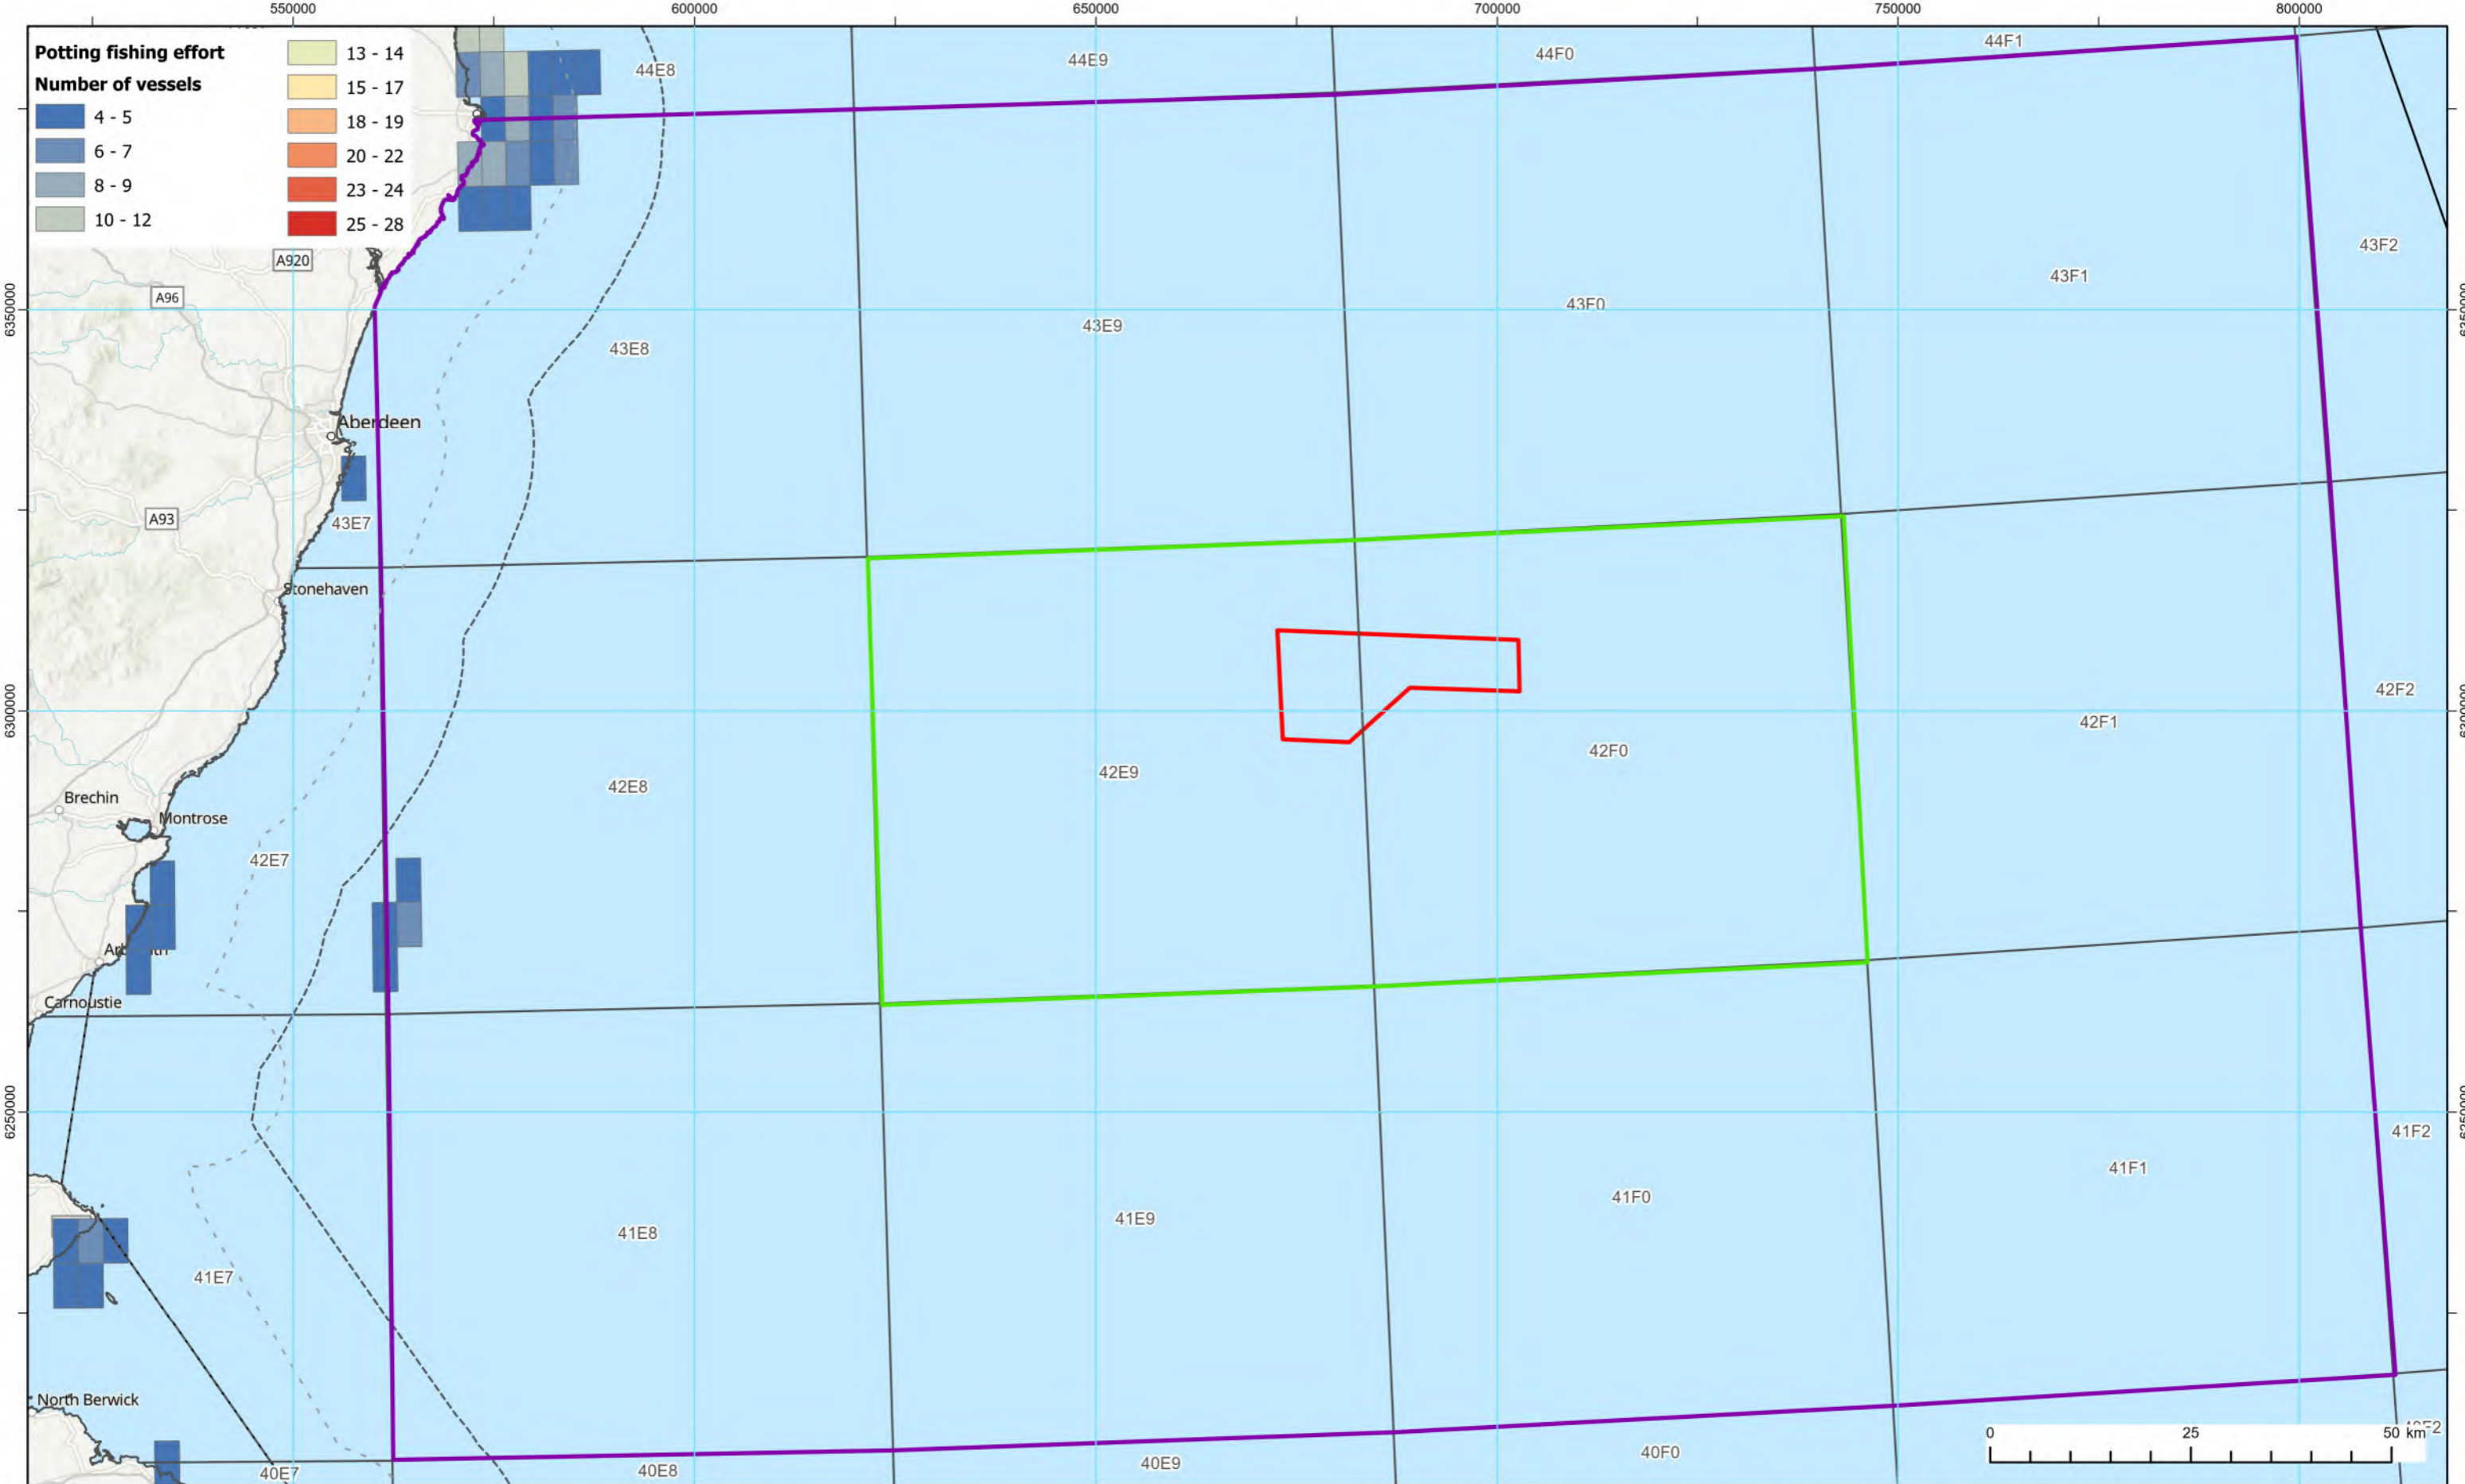 550000
600000
650000
700000
750000
800000
Potting fishing effort
Number of vessels
4 - 5
6 - 7
8 - 9
10 - 12
13 - 14
15 - 17
18 - 19
20 - 22
23 - 24
25 - 28
44E8
44E9
44F0
44F1
43F2
A920
A96
6350000
6350000
43E8
43E9
43F0
43F1
Aberdeen
A93
43E7
Stonehaven
6300000
6300000
42F2
42E8
42E9
42F0
42F1
Brechin
Montrose
42E7
Carnoustie
6250000
6250000
41F2
41E7
41E8
41E9
41F0
41F1
North Berwick
40E7
40E8
40E9
40F0
0
25
50 km